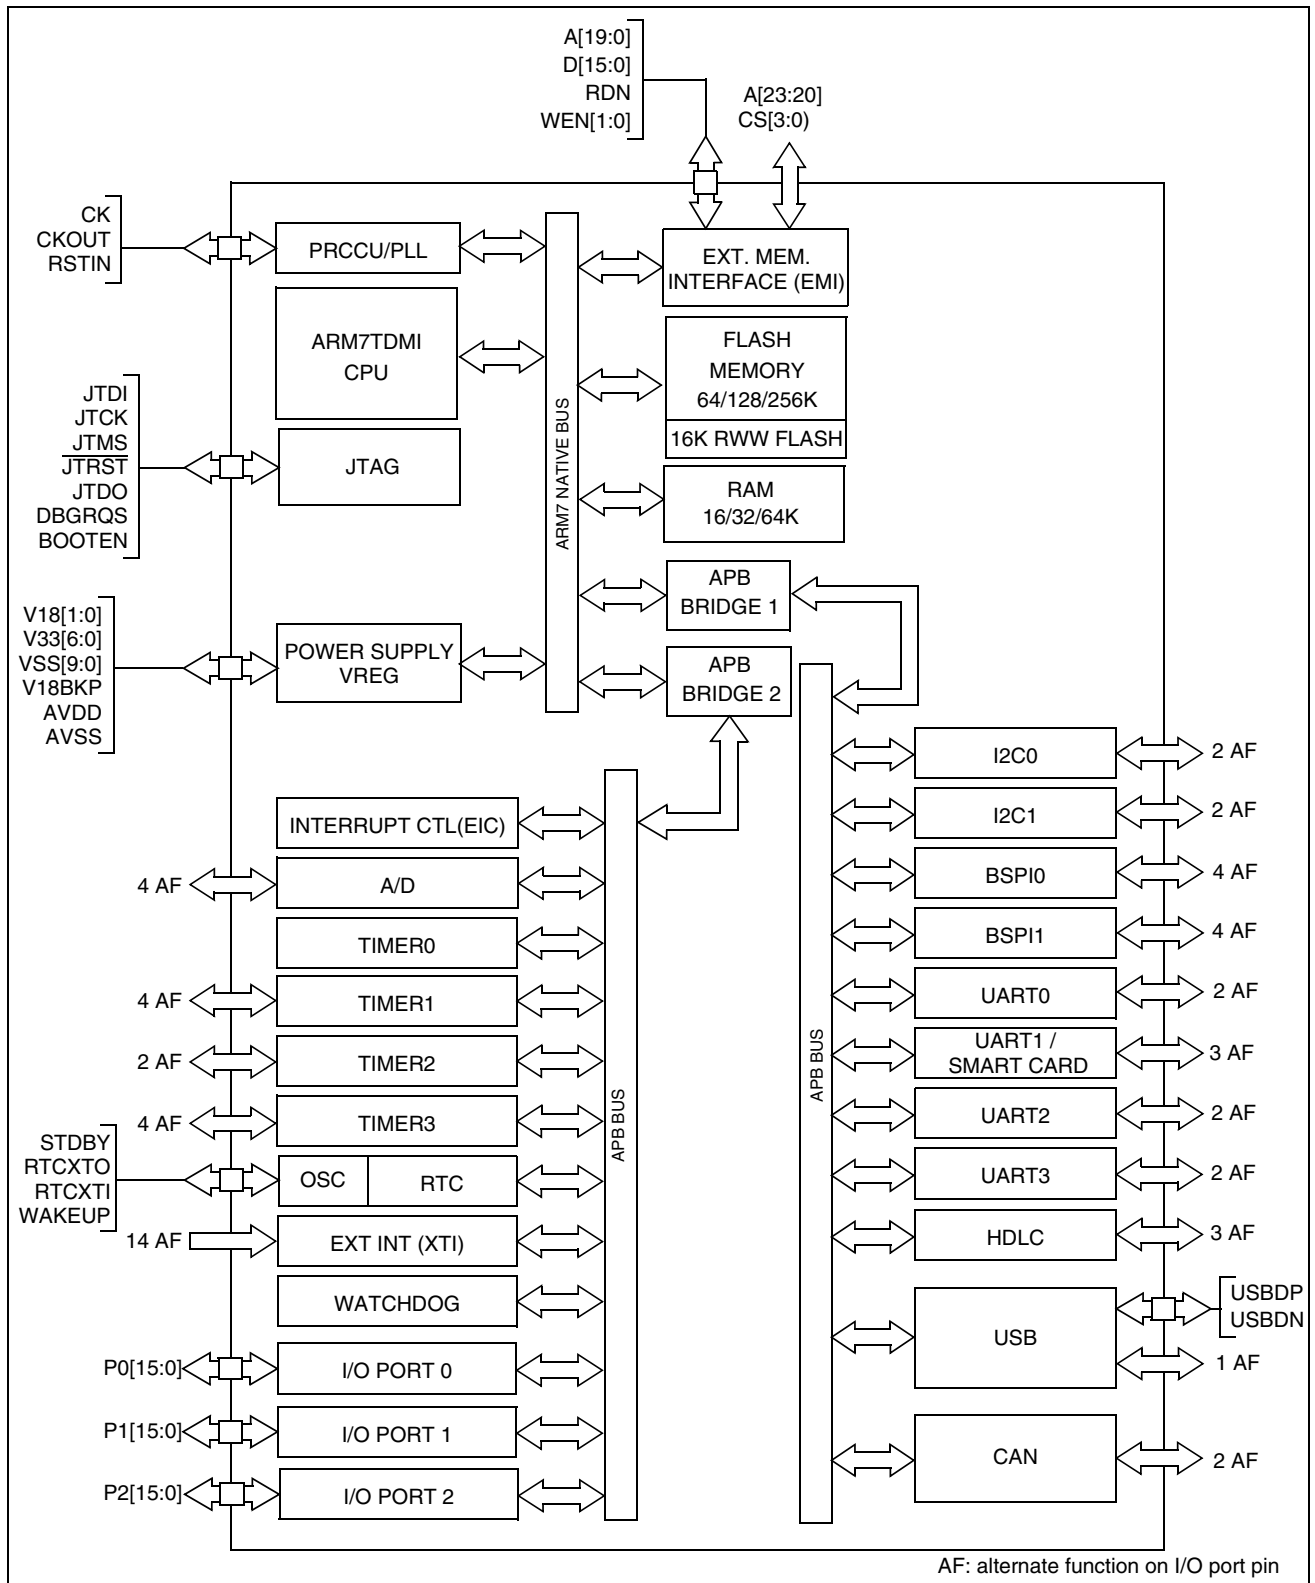 A[19:0]
D[15:0]
RDN
WEN[1:0]
A[23:20]
CS[3:0)
CK
CKOUT
RSTIN
PRCCU/PLL
EXT. MEM.
INTERFACE (EMI)
ARM7TDMI
CPU
FLASH
MEMORY
64/128/256K
16K RWW FLASH
JTDI
JTCK
JTMS
JTRST
JTDO
DBGRQS
BOOTEN
JTAG
ARM7 NATIVE BUS
RAM
16/32/64K
APB
BRIDGE 1
V18[1:0]
V33[6:0]
VSS[9:0]
V18BKP
AVDD
AVSS
POWER SUPPLY
VREG
APB
BRIDGE 2
INTERRUPT CTL(EIC)
4 AF
A/D
TIMER0
4 AF
TIMER1
2 AF
TIMER2
4 AF
TIMER3
STDBY
RTCXTO
RTCXTI
WAKEUP
OSC
RTC
14 AF
EXT INT (XTI)
WATCHDOG
P0[15:0]
I/O PORT 0
P1[15:0]
I/O PORT 1
P2[15:0]
I/O PORT 2
APB BUS
APB BUS
I2C0
2 AF
I2C1
2 AF
BSPI0
4 AF
BSPI1
4 AF
UART0
2 AF
UART1 /
SMART CARD
3 AF
UART2
2 AF
UART3
2 AF
HDLC
3 AF
USB
USBDP
USBDN
1 AF
CAN
2 AF
AF: alternate function on I/O port pin